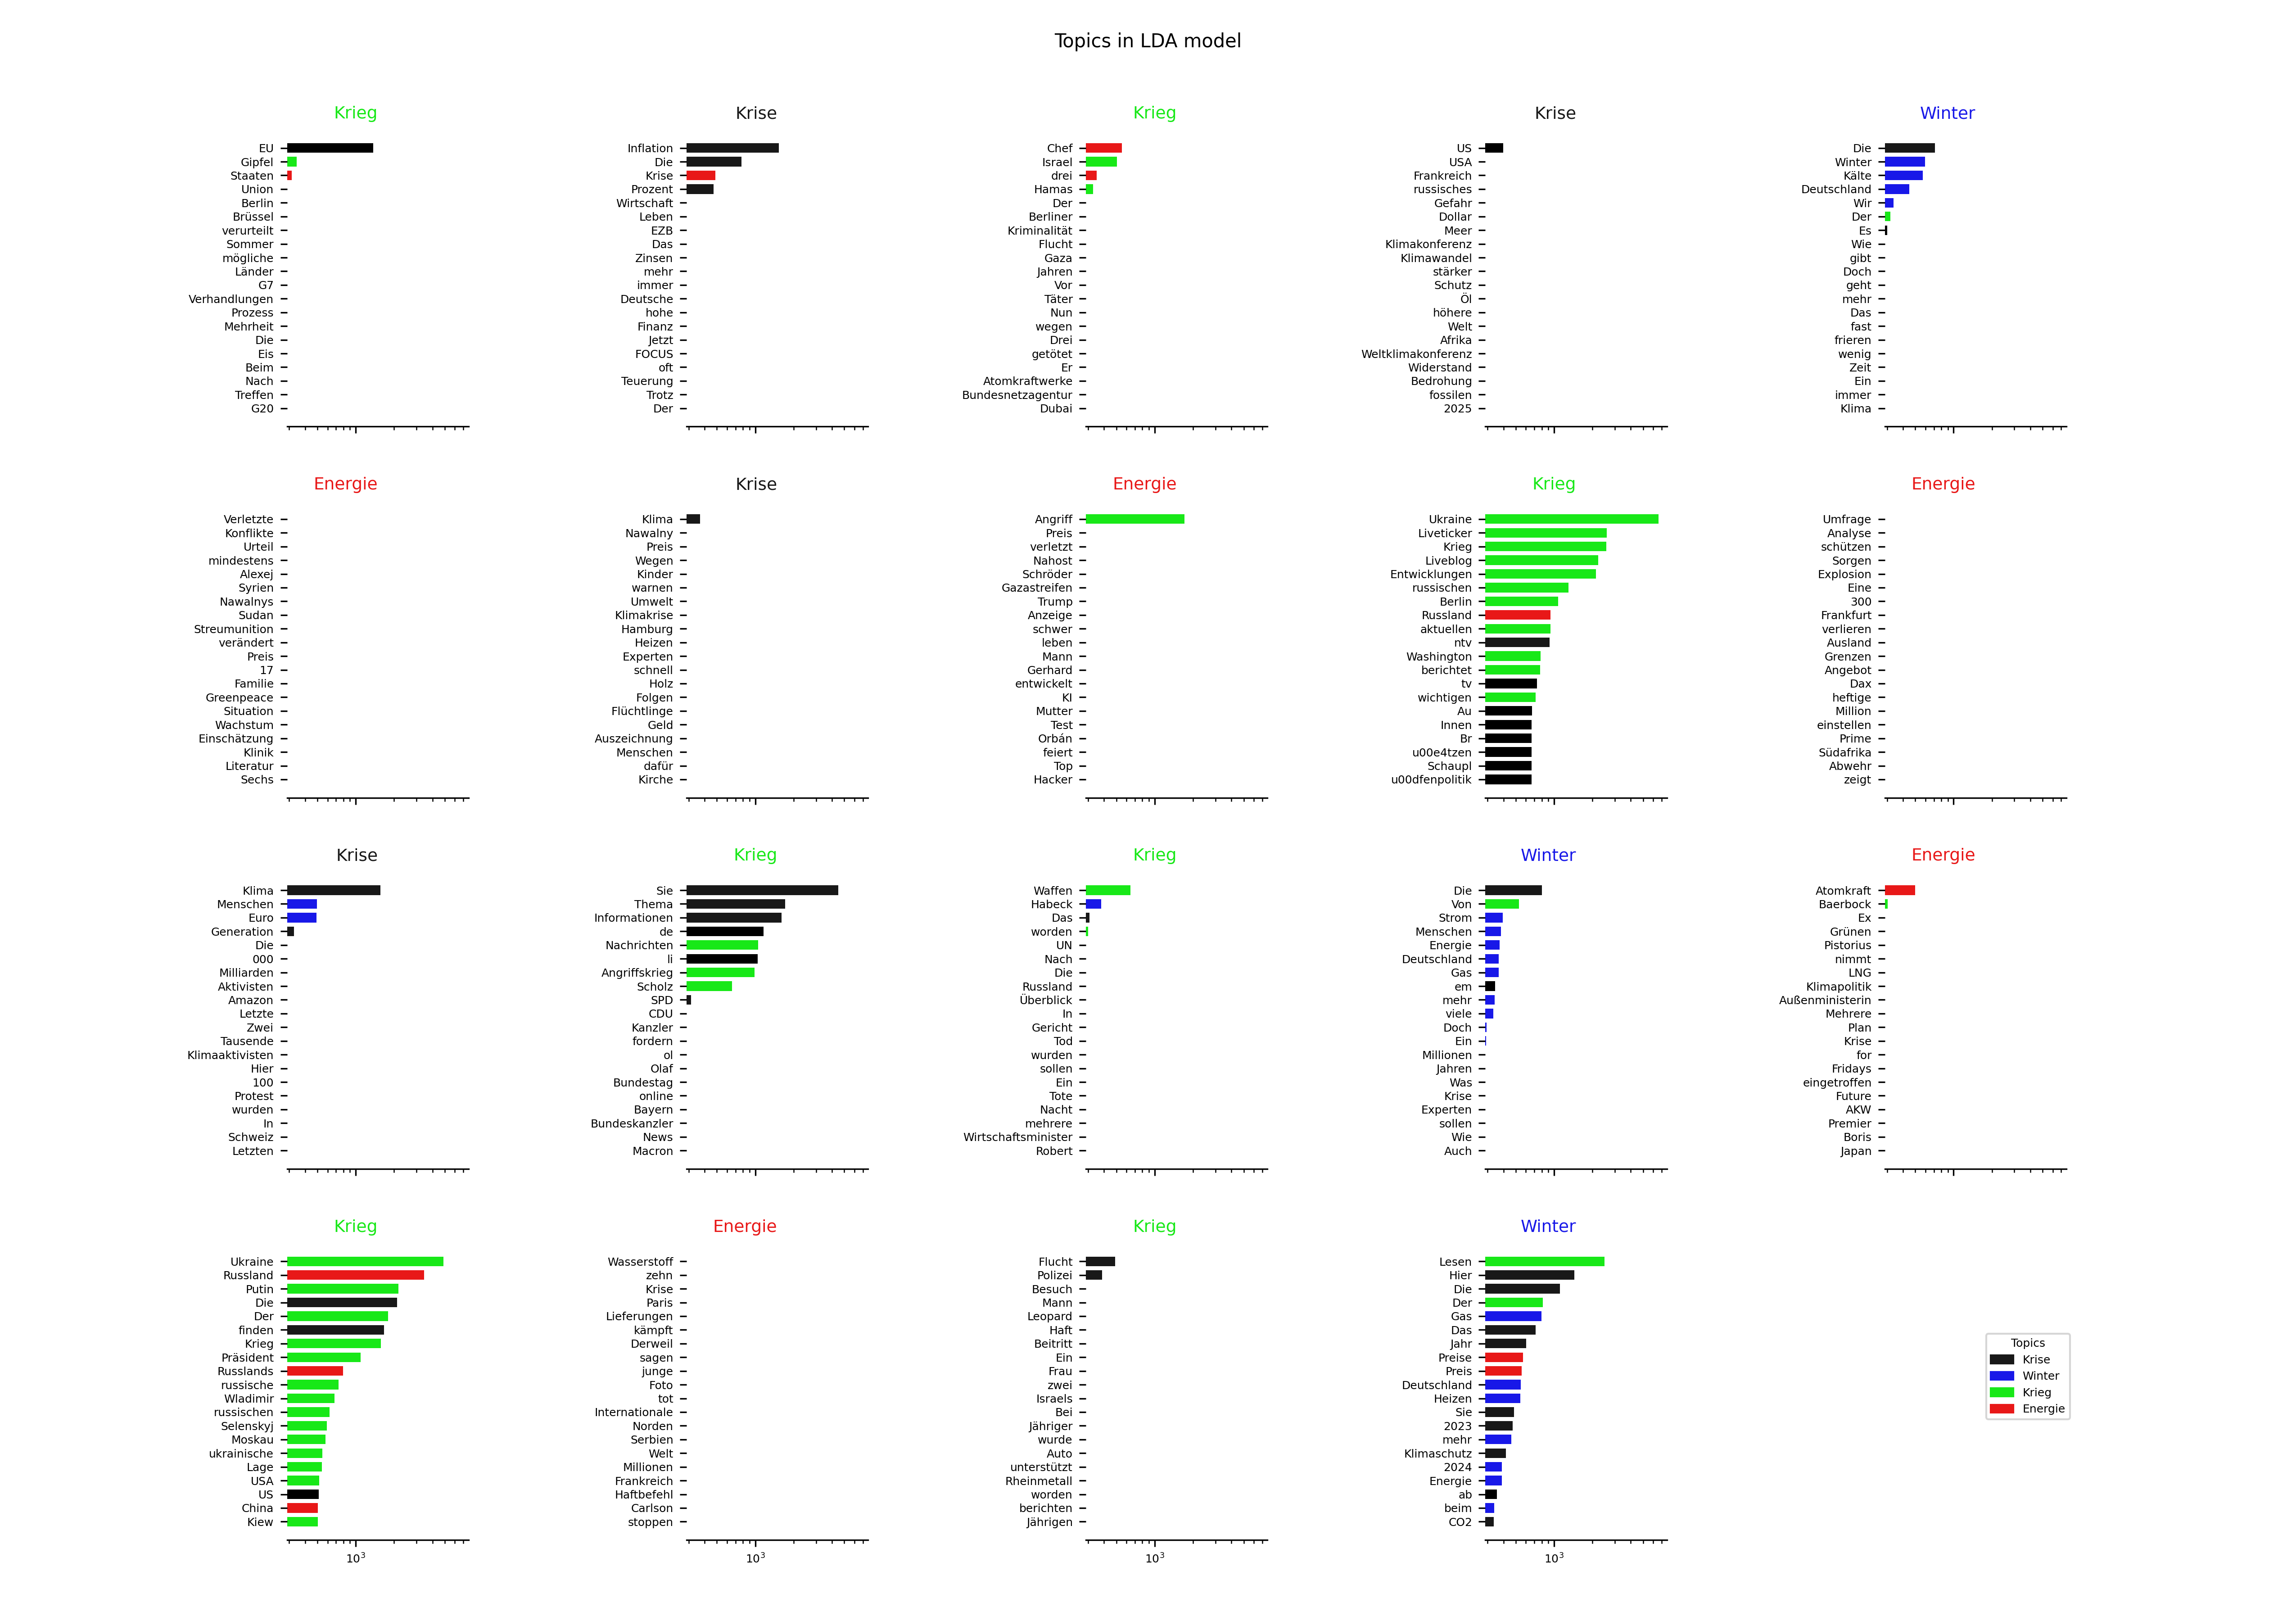 Topics in LDA model
Krieg
EU
Gipfel
Staaten
Union
Berlin
Brüssel
verurteilt
Sommer
mögliche
Länder
G7
Verhandlungen
Prozess
Mehrheit
Die
Eis
Beim
Nach
Treffen
G20
Krise
Inflation
Die
Krise
Prozent
Wirtschaft
Leben
EZB
Das
Zinsen
mehr
immer
Deutsche
hohe
Finanz
Jetzt
FOCUS
oft
Teuerung
Trotz
Der
Krieg
Chef
Israel
drei
Hamas
Der
Berliner
Kriminalität
Flucht
Gaza
Jahren
Vor
Täter
Nun
wegen
Drei
getötet
Er
Atomkraftwerke
Bundesnetzagentur
Dubai
Krise
US
USA
Frankreich
russisches
Gefahr
Dollar
Meer
Klimakonferenz
Klimawandel
stärker
Schutz
Öl
höhere
Welt
Afrika
Weltklimakonferenz
Widerstand
Bedrohung
fossilen
2025
Winter
Die
Winter
Kälte
Deutschland
Wir
Der
Es
Wie
gibt
Doch
geht
mehr
Das
fast
frieren
wenig
Zeit
Ein
immer
Klima
Energie
Verletzte
Konflikte
Urteil
mindestens
Alexej
Syrien
Nawalnys
Sudan
Streumunition
verändert
Preis
17
Familie
Greenpeace
Situation
Wachstum
Einschätzung
Klinik
Literatur
Sechs
Krise
Klima
Nawalny
Preis
Wegen
Kinder
warnen
Umwelt
Klimakrise
Hamburg
Heizen
Experten
schnell
Holz
Folgen
Flüchtlinge
Geld
Auszeichnung
Menschen
dafür
Kirche
Energie
Angriff
Preis
verletzt
Nahost
Schröder
Gazastreifen
Trump
Anzeige
schwer
leben
Mann
Gerhard
entwickelt
KI
Mutter
Test
Orbán
feiert
Top
Hacker
Krieg
Ukraine
Liveticker
Krieg
Liveblog
Entwicklungen
russischen
Berlin
Russland
aktuellen
ntv
Washington
berichtet
tv
wichtigen
Au
Innen
Br
u00e4tzen
Schaupl
u00dfenpolitik
Energie
Umfrage
Analyse
schützen
Sorgen
Explosion
Eine
300
Frankfurt
verlieren
Ausland
Grenzen
Angebot
Dax
heftige
Million
einstellen
Prime
Südafrika
Abwehr
zeigt
Krise
Klima
Menschen
Euro
Generation
Die
000
Milliarden
Aktivisten
Amazon
Letzte
Zwei
Tausende
Klimaaktivisten
Hier
100
Protest
wurden
In
Schweiz
Letzten
Krieg
Sie
Thema
Informationen
de
Nachrichten
li
Angriffskrieg
Scholz
SPD
CDU
Kanzler
fordern
ol
Olaf
Bundestag
online
Bayern
Bundeskanzler
News
Macron
Krieg
Waffen
Habeck
Das
worden
UN
Nach
Die
Russland
Überblick
In
Gericht
Tod
wurden
sollen
Ein
Tote
Nacht
mehrere
Wirtschaftsminister
Robert
Winter
Die
Von
Strom
Menschen
Energie
Deutschland
Gas
em
mehr
viele
Doch
Ein
Millionen
Jahren
Was
Krise
Experten
sollen
Wie
Auch
Energie
Atomkraft
Baerbock
Ex
Grünen
Pistorius
nimmt
LNG
Klimapolitik
Außenministerin
Mehrere
Plan
Krise
for
Fridays
eingetroffen
Future
AKW
Premier
Boris
Japan
Krieg
Ukraine
Russland
Putin
Die
Der
finden
Krieg
Präsident
Russlands
russische
Wladimir
russischen
Selenskyj
Moskau
ukrainische
Lage
USA
US
China
Kiew
10³
Energie
Wasserstoff
zehn
Krise
Paris
Lieferungen
kämpft
Derweil
sagen
junge
Foto
tot
Internationale
Norden
Serbien
Welt
Millionen
Frankreich
Haftbefehl
Carlson
stoppen
10³
Krieg
Flucht
Polizei
Besuch
Mann
Leopard
Haft
Beitritt
Ein
Frau
zwei
Israels
Bei
Jähriger
wurde
Auto
unterstützt
Rheinmetall
worden
berichten
Jährigen
10³
Winter
Lesen
Hier
Die
Der
Gas
Das
Jahr
Preise
Preis
Deutschland
Heizen
Sie
2023
mehr
Klimaschutz
2024
Energie
ab
beim
CO2
10³
Topics
Krise
Winter
Krieg
Energie